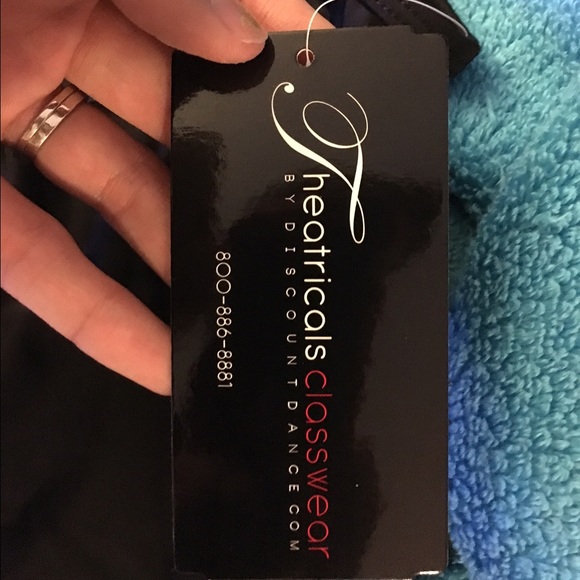 Theatricals classwear
BY DISCOUNTDANCE.COM
800-886-8881